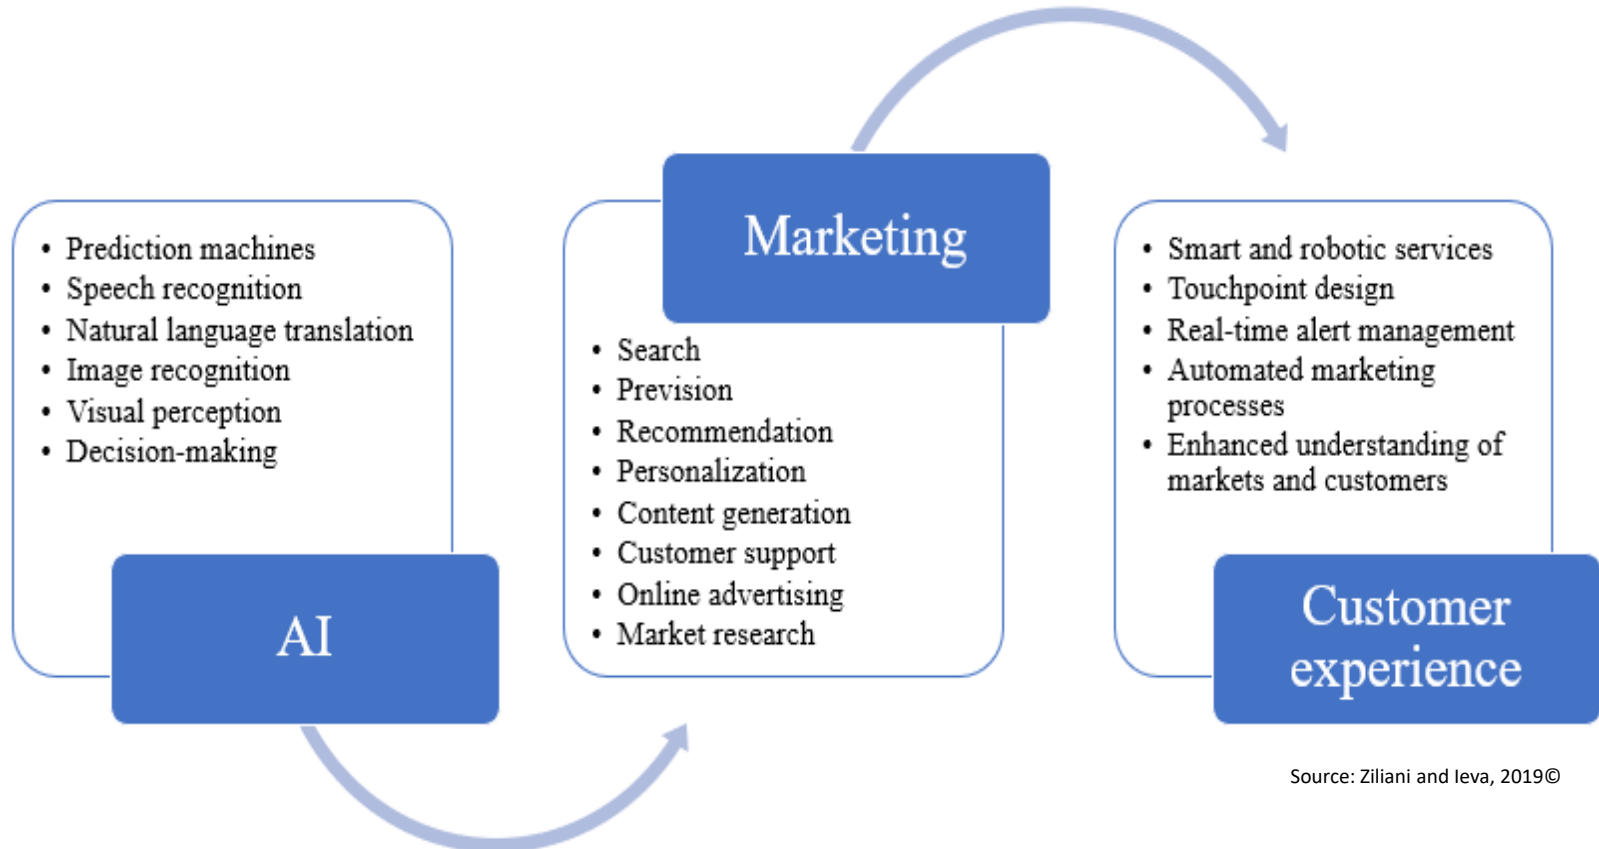 • Prediction machines
• Speech recognition
• Natural language translation
• Image recognition
• Visual perception
• Decision-making
AI
Marketing
• Search
• Prevision
• Recommendation
• Personalization
• Content generation
• Customer support
• Online advertising
• Market research
• Smart and robotic services
• Touchpoint design
• Real-time alert management
• Automated marketing
processes
• Enhanced understanding of
markets and customers
Customer
experience
Source: Ziliani and Ieva, 2019©